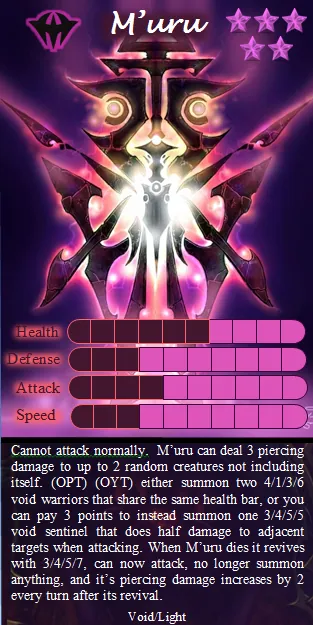 M'uru
Health
Defense
Attack
Speed
Cannot attack normally. M'uru can deal 3 piercing
damage to up to 2 random creatures not including
itself. (OPT) (OYT) either summon two 4/1/3/6
void warriors that share the same health bar, or you
can pay 3 points to instead summon one 3/4/5/5
void sentinel that does half damage to adjacent
targets when attacking. When M'uru dies it revives
with 3/4/5/7, can now attack, no longer summon
anything, and it's piercing damage increases by 2
every turn after its revival.
Void/Light